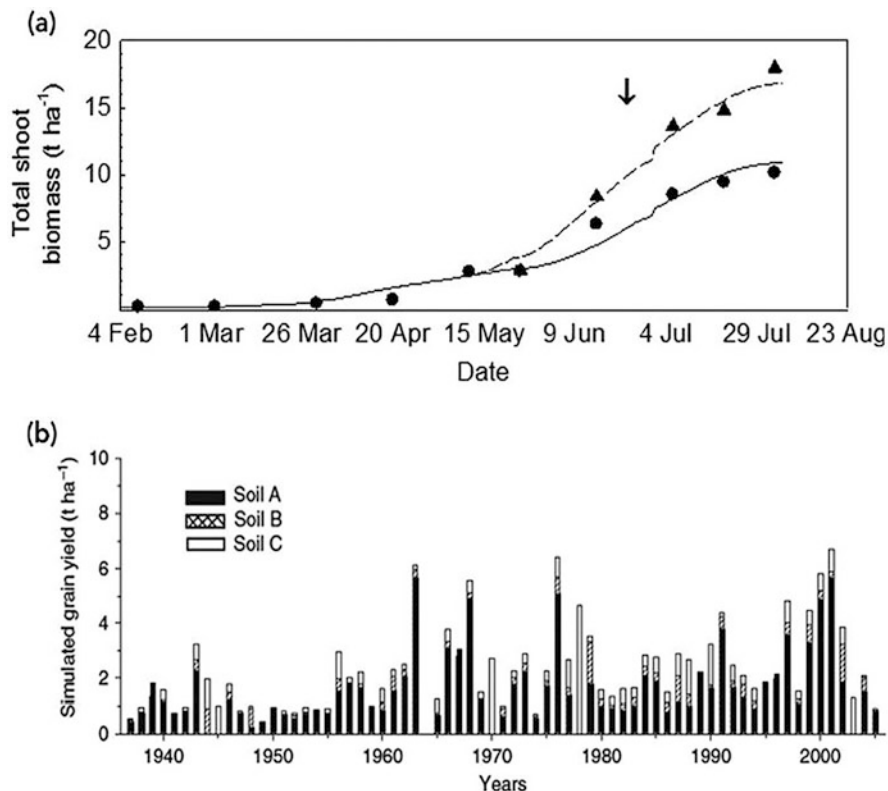 (a)
Total shoot
biomass (t ha⁻¹)
20
15
10
5
4 Feb 1 Mar 26 Mar 20 Apr 15 May 9 Jun 4 Jul 29 Jul 23 Aug
Date
(b)
Simulated grain yield (t ha⁻¹)
10
8
6
4
2
0
Soil A
Soil B
Soil C
1940 1950 1960 1970 1980 1990 2000
Years